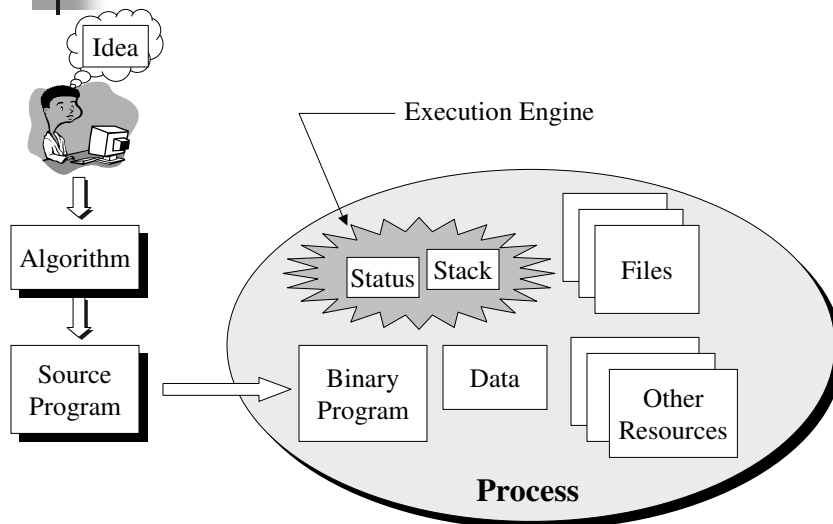 Idea
Execution Engine
Algorithm
Status
Stack
Files
Source
Program
Binary
Program
Data
Other
Resources
Process